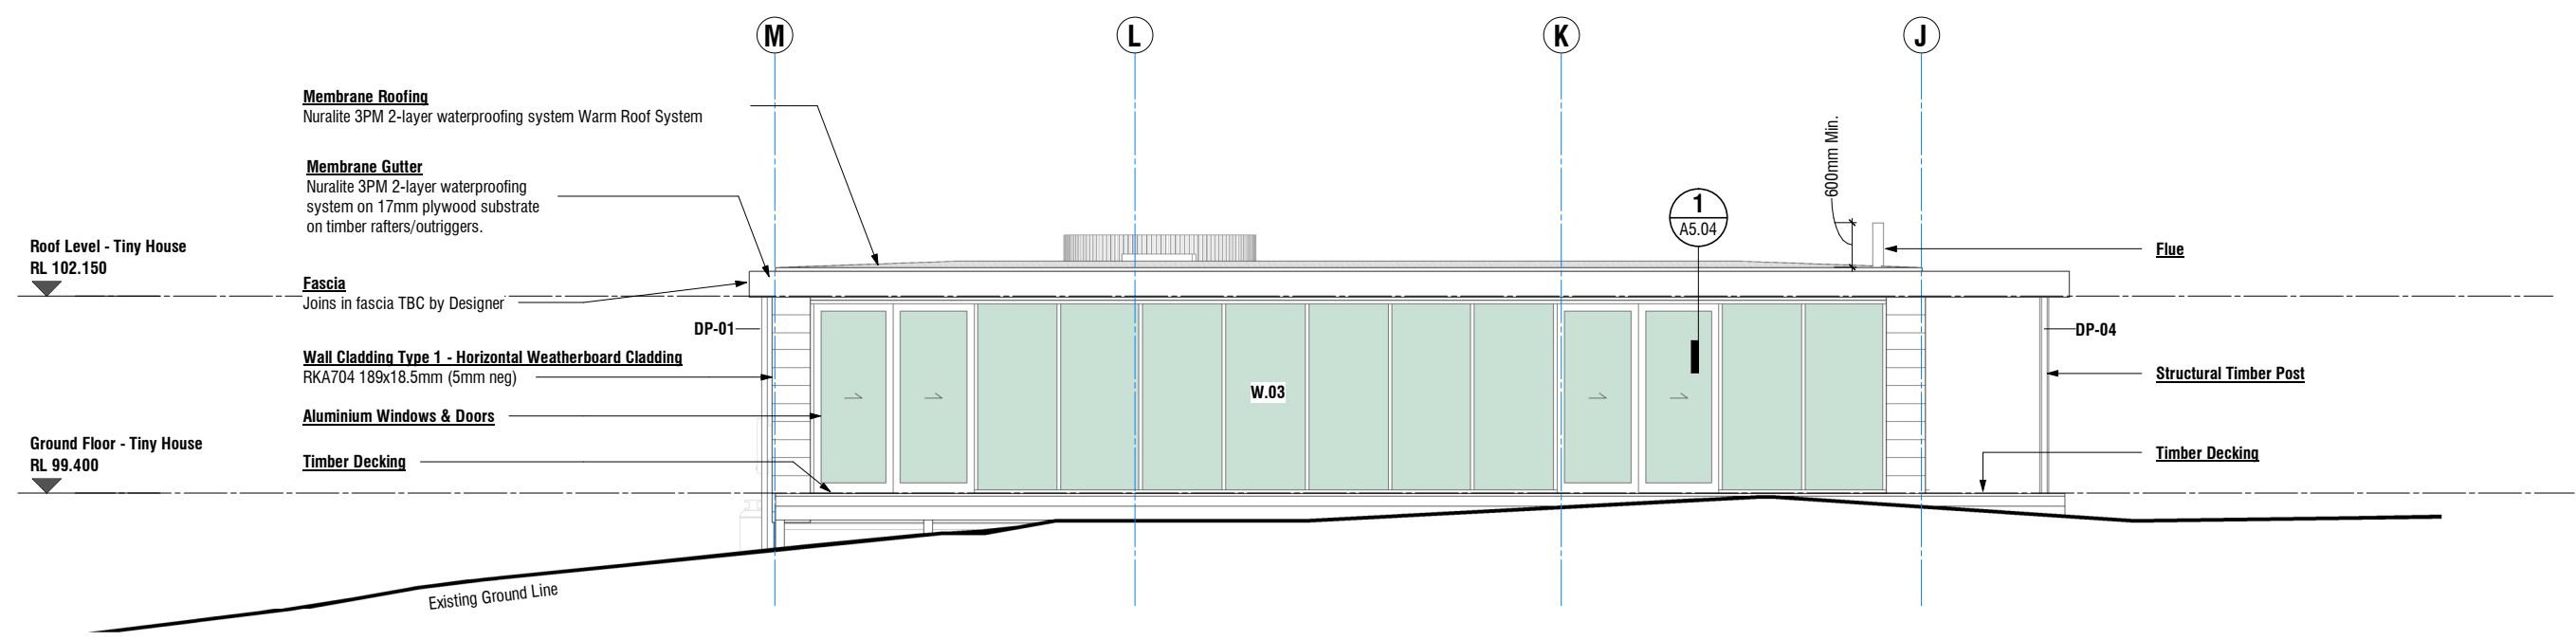 M
L
K
J
Membrane Roofing
Nuralite 3PM 2-layer waterproofing system Warm Roof System
600mm Min.
Membrane Gutter
Nuralite 3PM 2-layer waterproofing
system on 17mm plywood substrate
on timber rafters/outriggers.
1
A5.04
Roof Level - Tiny House
RL 102.150
Flue
Fascia
Joins in fascia TBC by Designer
DP-01
DP-04
Wall Cladding Type 1 - Horizontal Weatherboard Cladding
RKA704 189x18.5mm (5mm neg)
Structural Timber Post
W.03
Aluminium Windows & Doors
Ground Floor - Tiny House
RL 99.400
Timber Decking
Timber Decking
Existing Ground Line